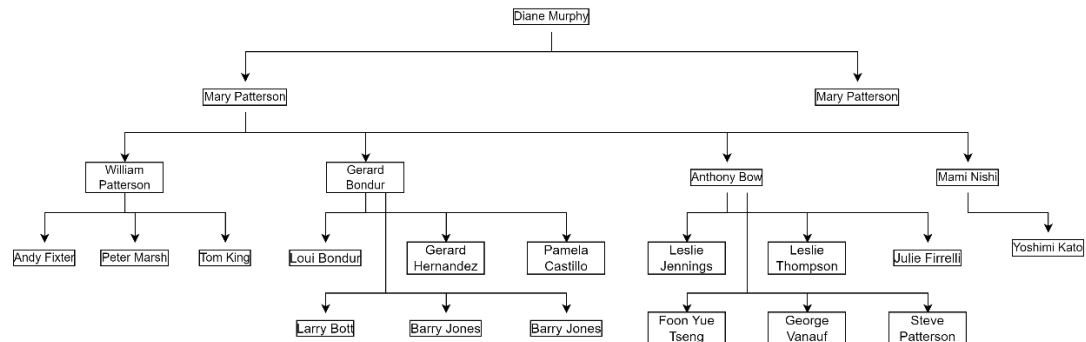 Diane Murphy
Mary Patterson
Mary Patterson
William
Patterson
Gerard
Bondur
Anthony Bow
Mami Nishi
Andy Fixter
Peter Marsh
Tom King
Loui Bondur
Gerard
Hernandez
Pamela
Castillo
Leslie
Jennings
Leslie
Thompson
Julie Firrelli
Yoshimi Kato
Larry Bott
Barry Jones
Barry Jones
Foon Yue
Tseng
George
Vanauf
Steve
Patterson